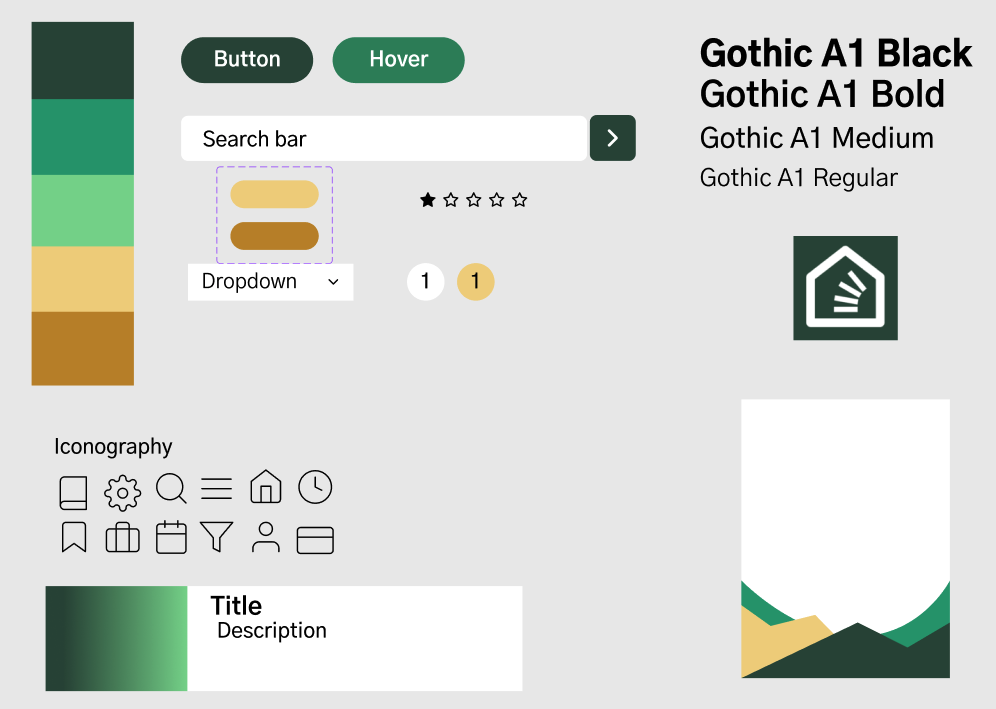 Button
Hover
Search bar
Dropdown
1
1
Gothic A1 Black
Gothic A1 Bold
Gothic A1 Medium
Gothic A1 Regular
Iconography
Title
Description